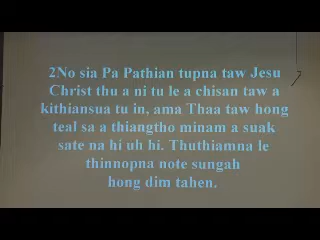 2No sia Pa Pathian tupna taw Jesu
Christ thu a ni tu le a chisan taw a
kithiansua tu in, ama Thaa taw hong
teal sa a thiangtho minam a suak
sate na hi uh hi. Thuthiamna le
thinnopna note sungah
hong dim tahen.